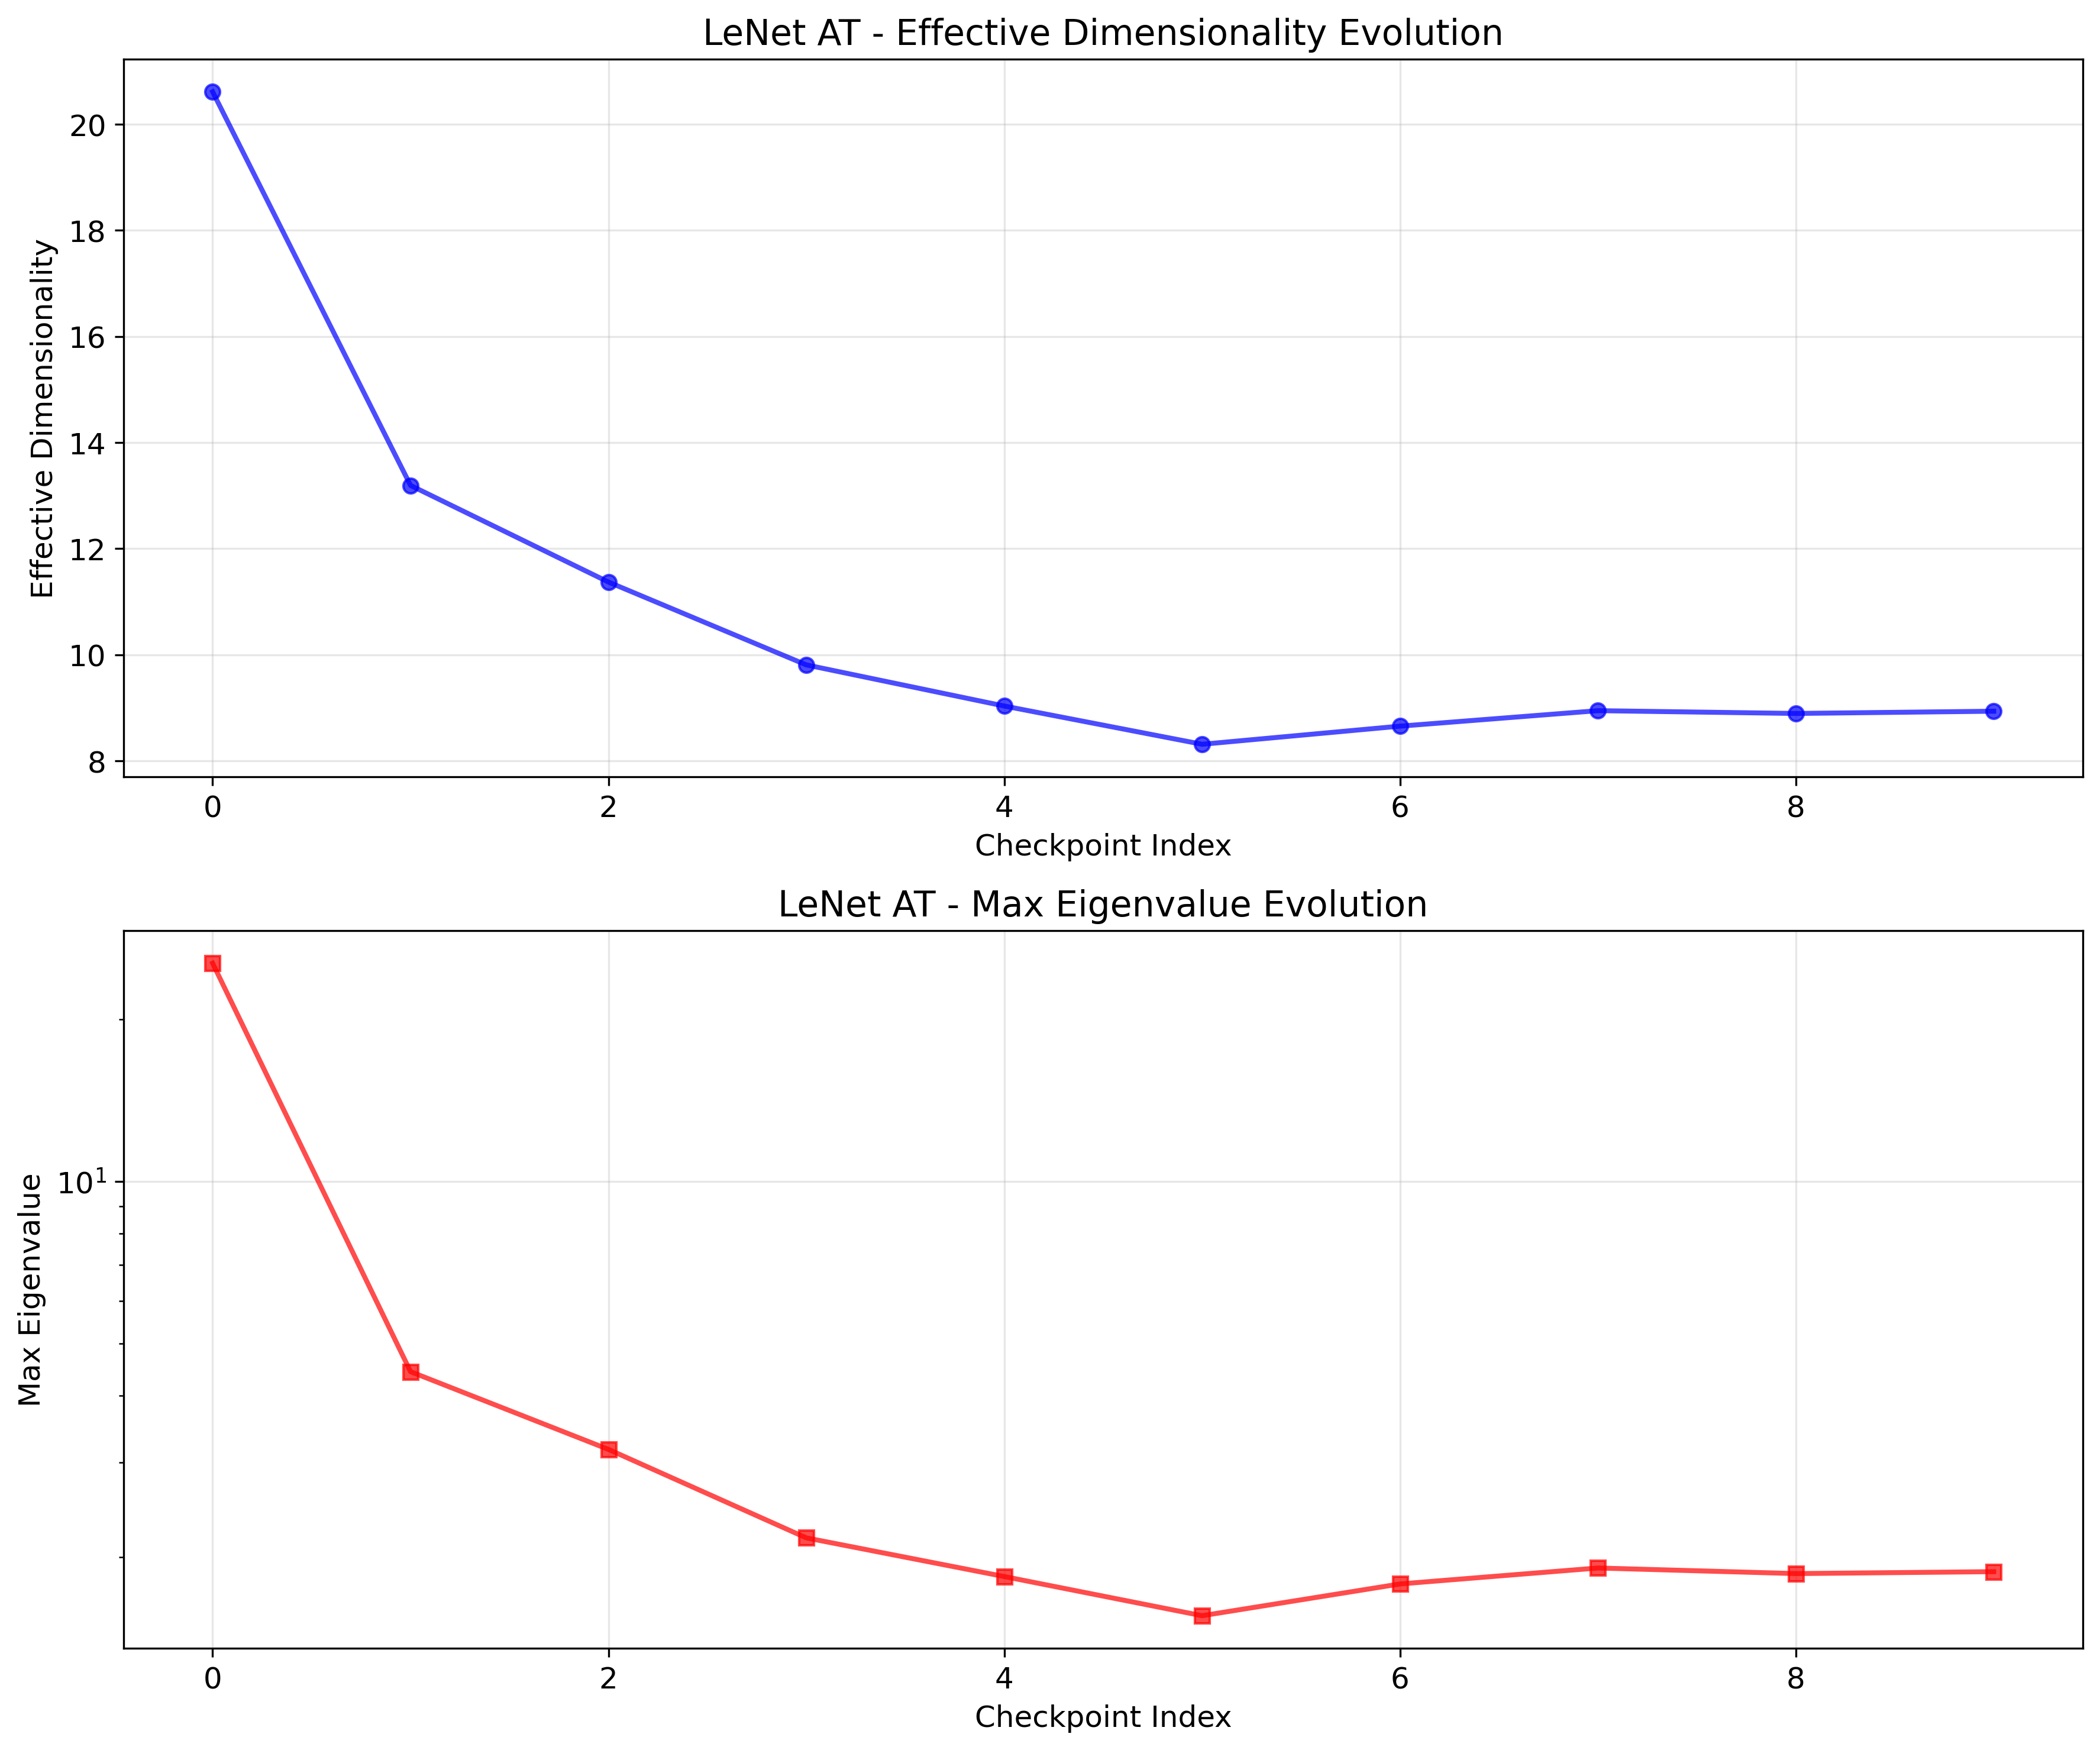 LeNet AT - Effective Dimensionality Evolution
Effective Dimensionality
20
18
16
14
12
10
8
0 2 4 6 8
Checkpoint Index
LeNet AT - Max Eigenvalue Evolution
Max Eigenvalue
10¹
0 2 4 6 8
Checkpoint Index